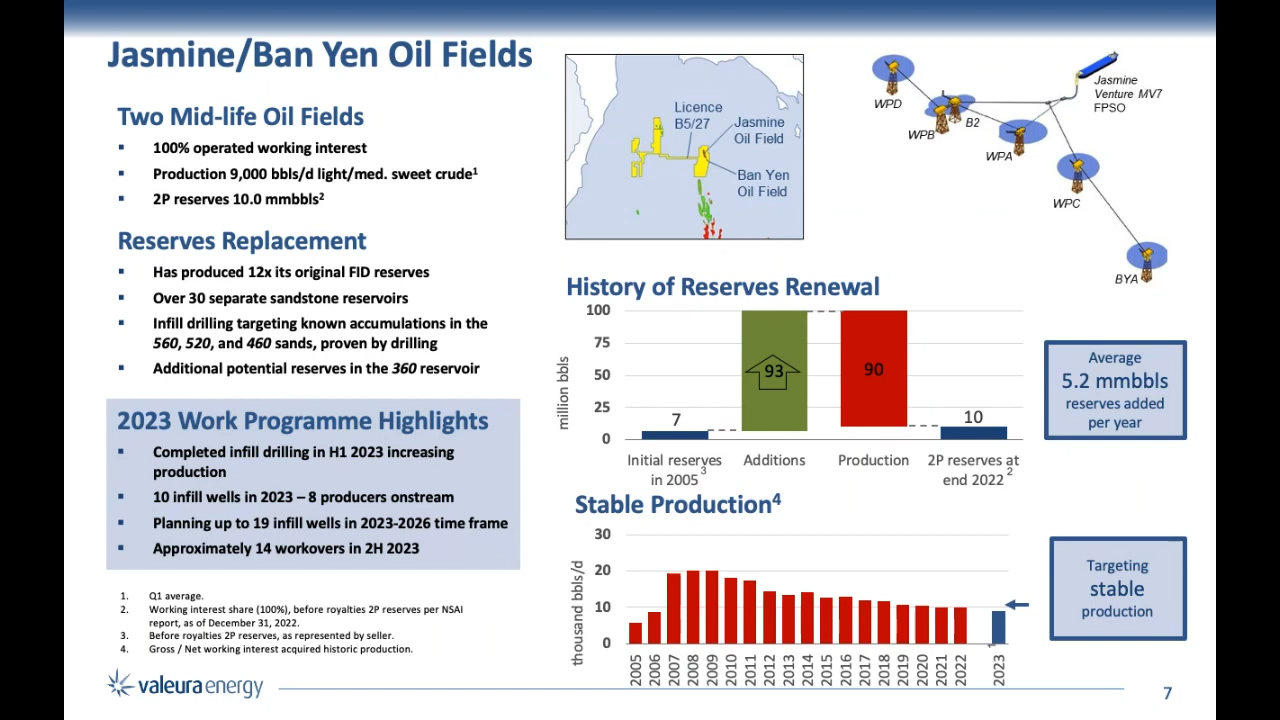 Jasmine/Ban Yen Oil Fields
Two Mid-life Oil Fields
▪ 100% operated working interest
▪ Production 9,000 bbls/d light/med. sweet crude¹
▪ 2P reserves 10.0 mmbbls²
Reserves Replacement
▪ Has produced 12x its original FID reserves
▪ Over 30 separate sandstone reservoirs
▪ Infill drilling targeting known accumulations in the
560, 520, and 460 sands, proven by drilling
▪ Additional potential reserves in the 360 reservoir
2023 Work Programme Highlights
▪ Completed infill drilling in H1 2023 increasing
production
▪ 10 infill wells in 2023 – 8 producers onstream
▪ Planning up to 19 infill wells in 2023-2026 time frame
▪ Approximately 14 workovers in 2H 2023
1. Q1 average.
2. Working interest share (100%), before royalties 2P reserves per NSAI
report, as of December 31, 2022.
3. Before royalties 2P reserves, as represented by seller.
4. Gross / Net working interest acquired historic production.
Licence
B5/27
Jasmine
Oil Field
Ban Yen
Oil Field
WPD
WPB
B2
WPA
WPC
BYA
Jasmine
Venture MV7
FPSO
History of Reserves Renewal
million bbls
100
75
50
25
0
7
93
90
10
Initial reserves
in 2005³
Additions
Production
2P reserves at
end 2022²
Average
5.2 mmbbls
reserves added
per year
Stable Production⁴
thousand bbls/d
30
20
10
0
2005
2006
2007
2008
2009
2010
2011
2012
2013
2014
2015
2016
2017
2018
2019
2020
2021
2022
2023
Targeting
stable
production
valeura energy
7